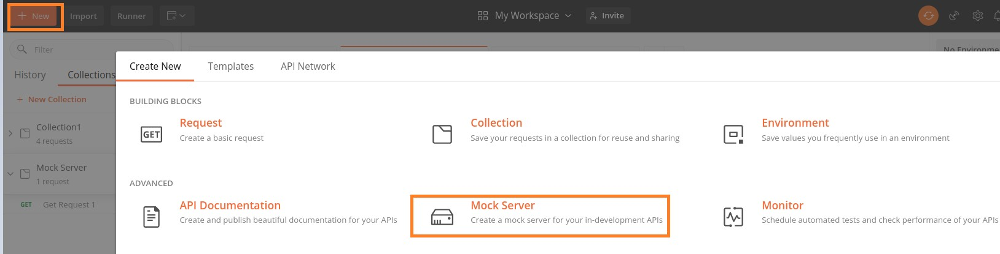 + New Import Runner My Workspace Invite
Filter No Environme
Create New Templates API Network
History Collections
BUILDING BLOCKS
+ New Collection
Request Collection Environment
GET
Create a basic request Save your requests in a collection for reuse and sharing Save values you frequently use in an environment
Collection1
4 requests
Mock Server
1 request
ADVANCED
GET Get Request 1
API Documentation Mock Server Monitor
Create and publish beautiful documentation for your APIs Create a mock server for your in-development APIs Schedule automated tests and check performance of your APIs